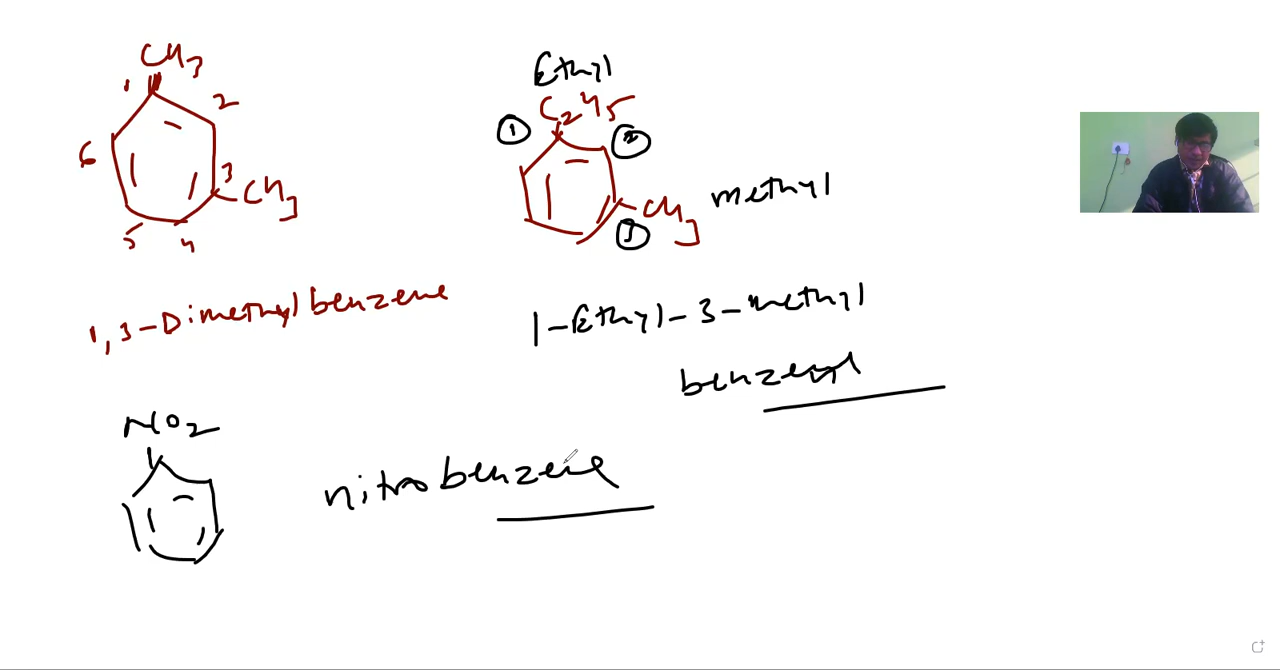 CH3
1
2
6
3
CH3
5
4
1,3-Dimethylbenzene
Ethyl
C2H5
1
2
CH3
methyl
3
1-Ethyl-3-methyl
benzene
NO2
nitrobenzene